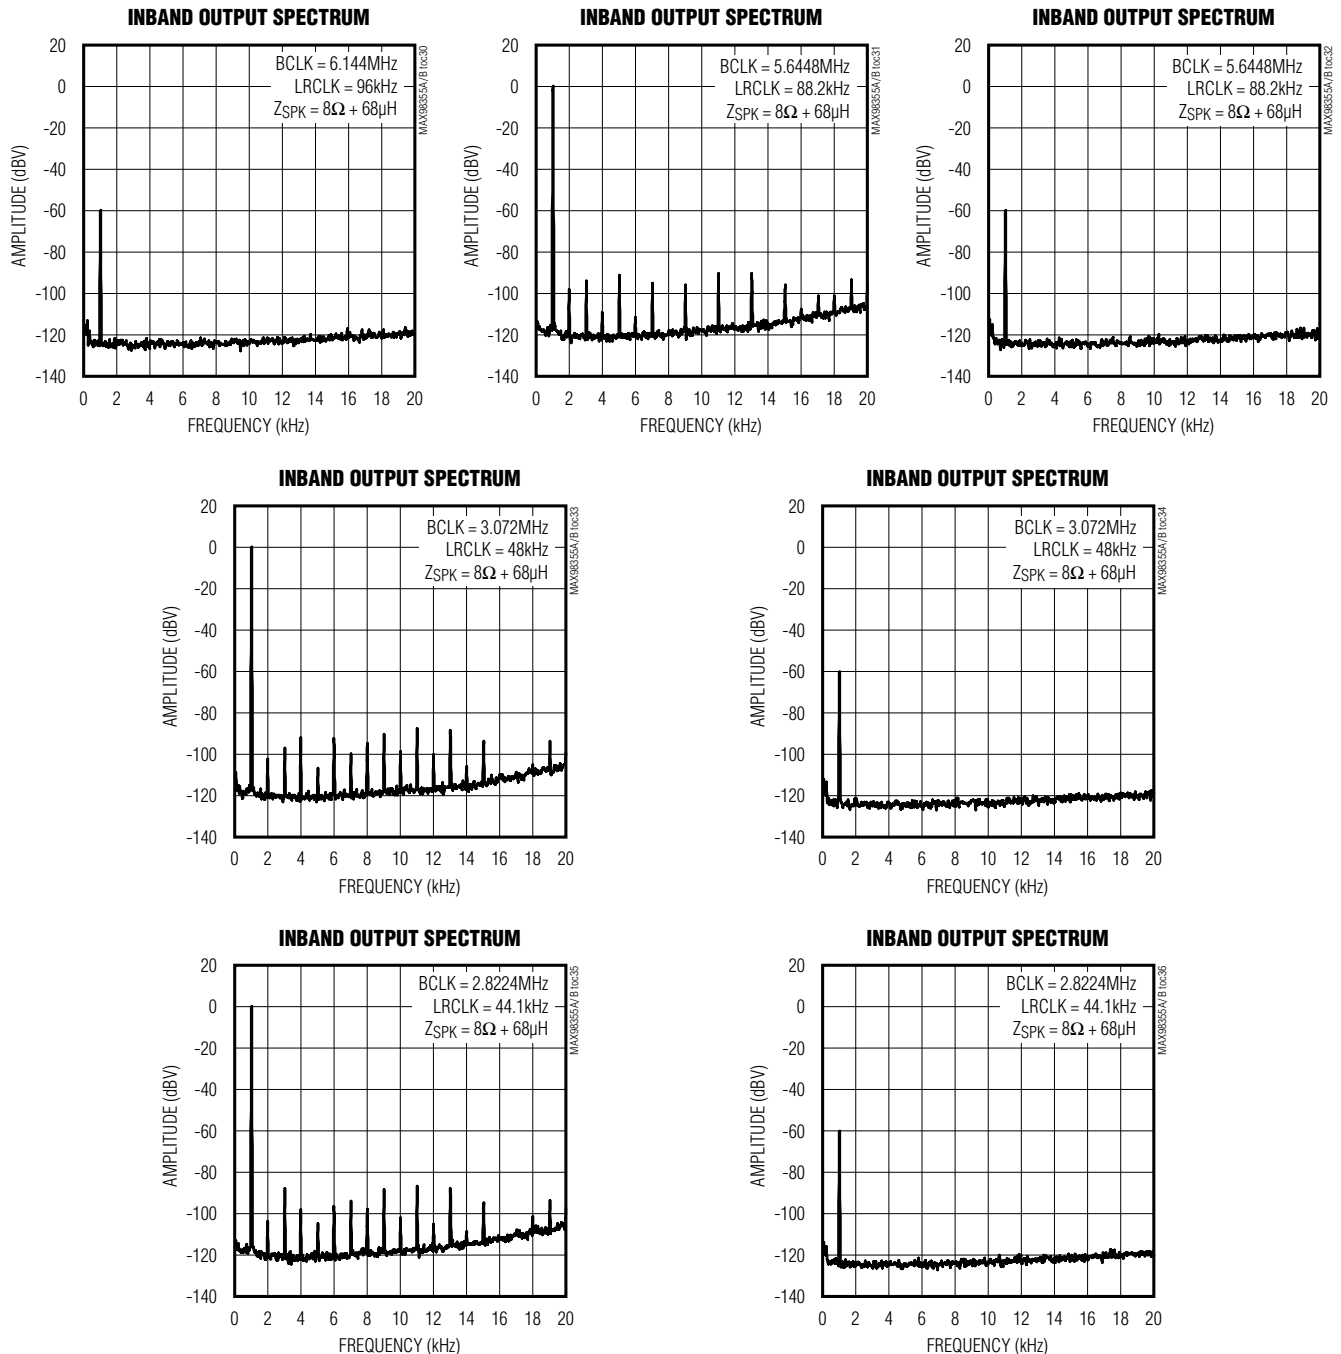 INBAND OUTPUT SPECTRUM
20
0
-20
-40
-60
-80
-100
-120
-140
AMPLITUDE (dBV)
BCLK = 6.144MHz
LRCLK = 96kHz
ZSPK = 8Ω + 68µH
MAX98355A/B toc30
0 2 4 6 8 10 12 14 16 18 20
FREQUENCY (kHz)
INBAND OUTPUT SPECTRUM
20
0
-20
-40
-60
-80
-100
-120
-140
AMPLITUDE (dBV)
BCLK = 5.6448MHz
LRCLK = 88.2kHz
ZSPK = 8Ω + 68µH
MAX98355A/B toc31
0 2 4 6 8 10 12 14 16 18 20
FREQUENCY (kHz)
INBAND OUTPUT SPECTRUM
20
0
-20
-40
-60
-80
-100
-120
-140
AMPLITUDE (dBV)
BCLK = 5.6448MHz
LRCLK = 88.2kHz
ZSPK = 8Ω + 68µH
MAX98355A/B toc32
0 2 4 6 8 10 12 14 16 18 20
FREQUENCY (kHz)
INBAND OUTPUT SPECTRUM
20
0
-20
-40
-60
-80
-100
-120
-140
AMPLITUDE (dBV)
BCLK = 3.072MHz
LRCLK = 48kHz
ZSPK = 8Ω + 68µH
MAX98355A/B toc33
0 2 4 6 8 10 12 14 16 18 20
FREQUENCY (kHz)
INBAND OUTPUT SPECTRUM
20
0
-20
-40
-60
-80
-100
-120
-140
AMPLITUDE (dBV)
BCLK = 3.072MHz
LRCLK = 48kHz
ZSPK = 8Ω + 68µH
MAX98355A/B toc34
0 2 4 6 8 10 12 14 16 18 20
FREQUENCY (kHz)
INBAND OUTPUT SPECTRUM
20
0
-20
-40
-60
-80
-100
-120
-140
AMPLITUDE (dBV)
BCLK = 2.8224MHz
LRCLK = 44.1kHz
ZSPK = 8Ω + 68µH
MAX98355A/B toc35
0 2 4 6 8 10 12 14 16 18 20
FREQUENCY (kHz)
INBAND OUTPUT SPECTRUM
20
0
-20
-40
-60
-80
-100
-120
-140
AMPLITUDE (dBV)
BCLK = 2.8224MHz
LRCLK = 44.1kHz
ZSPK = 8Ω + 68µH
MAX98355A/B toc36
0 2 4 6 8 10 12 14 16 18 20
FREQUENCY (kHz)